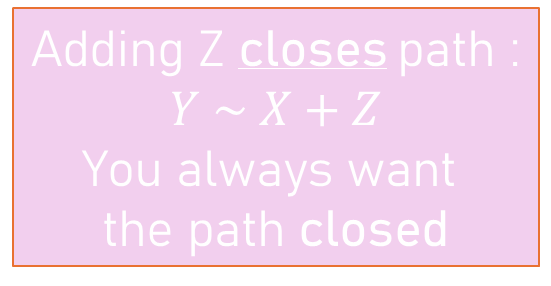 Adding Z closes path :
Y ~ X + Z
You always want
the path closed